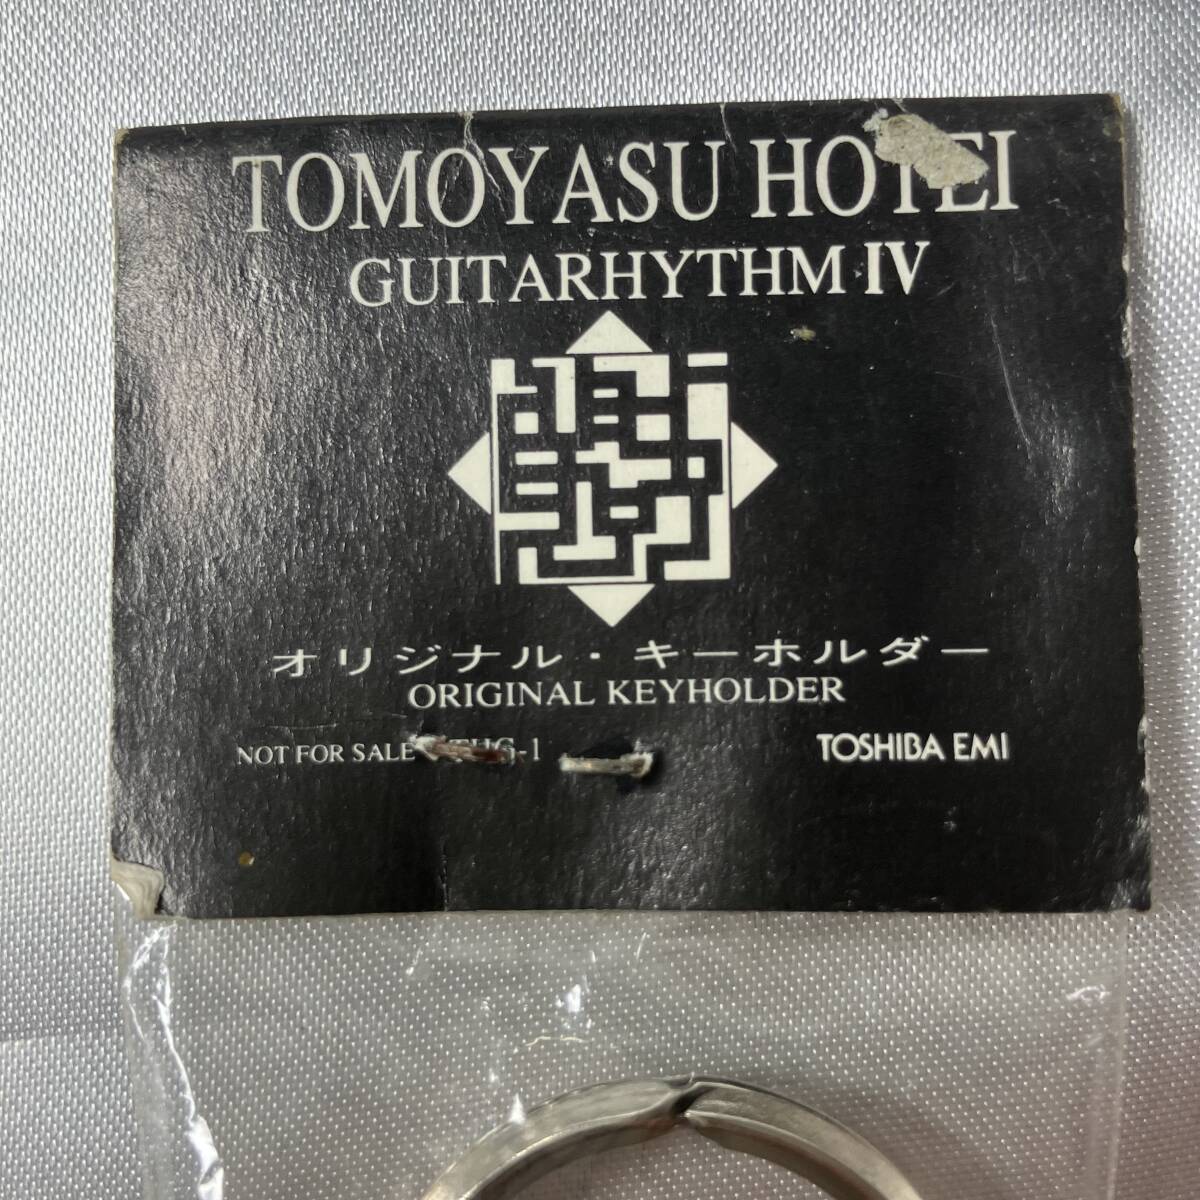 TOMOYASU HOTEI
GUITARHYTHM IV
オリジナル・キーホルダー
ORIGINAL KEYHOLDER
NOT FOR SALE
TOSHIBA EMI